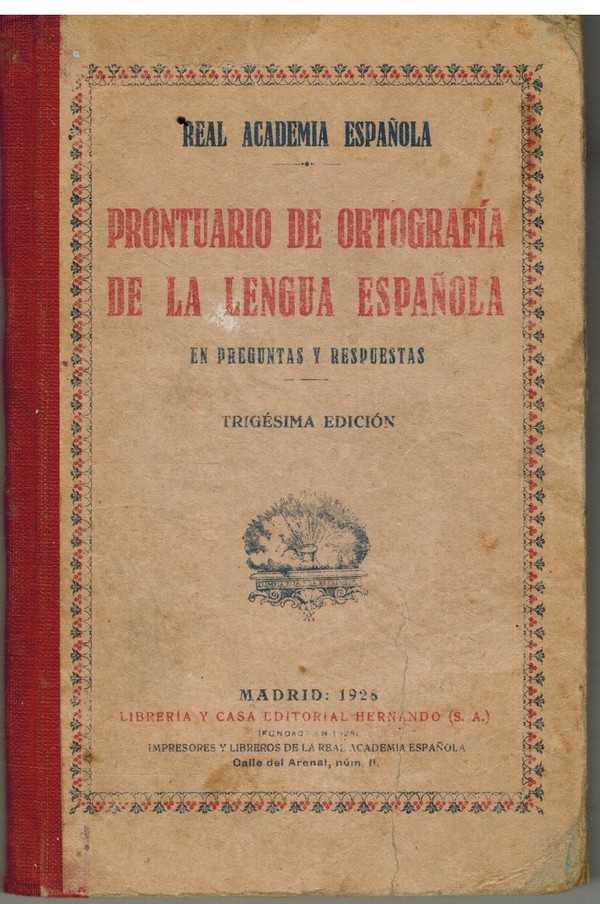 REAL ACADEMIA ESPAÑOLA
PRONTUARIO DE ORTOGRAFÍA
DE LA LENGUA ESPAÑOLA
EN PREGUNTAS Y RESPUESTAS
TRIGÉSIMA EDICIÓN
MADRID: 1928
LIBRERÍA Y CASA EDITORIAL HERNANDO (S. A.)
IMPRESORES Y LIBREROS DE LA REAL ACADEMIA ESPAÑOLA
Calle del Arenal, núm. 11.